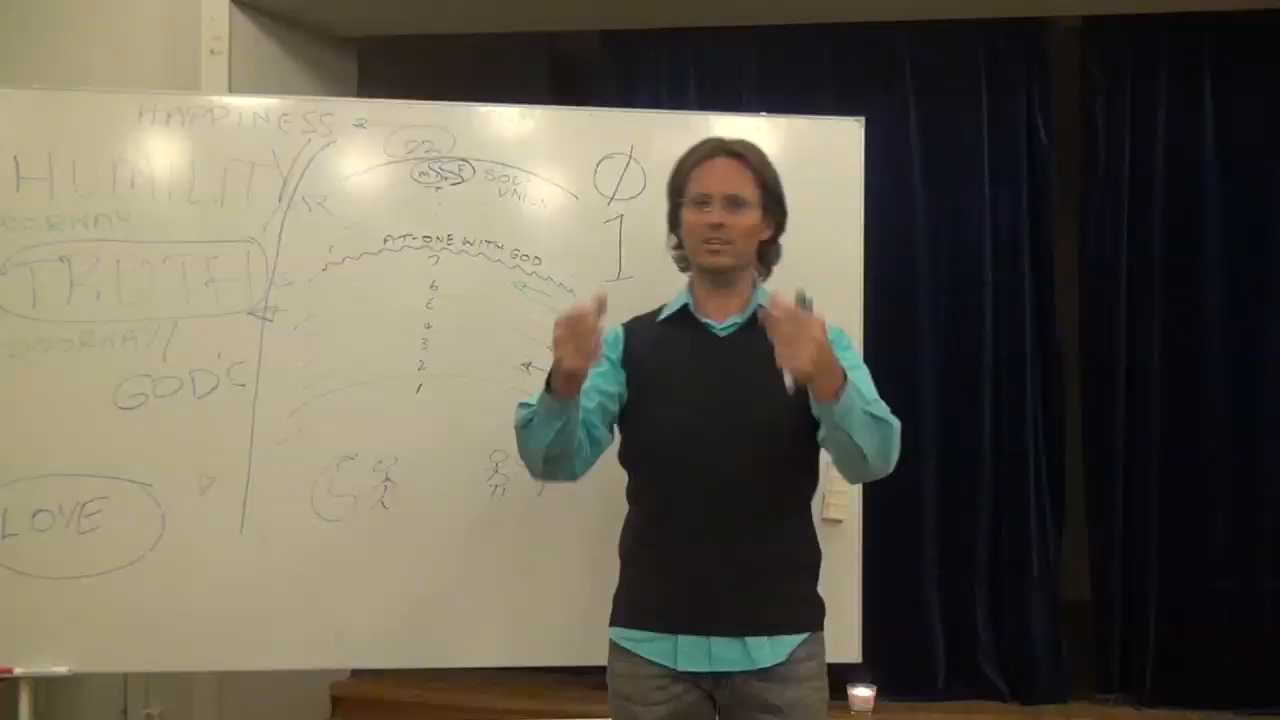 HAPPINESS &
HUMILITY
DOORWAY
TRUTH
DOORWAY/
GOD'S
LOVE
22
SOUL
UNION
AT-ONE WITH GOD
7
6
5
4
3
2
1
Ø
1